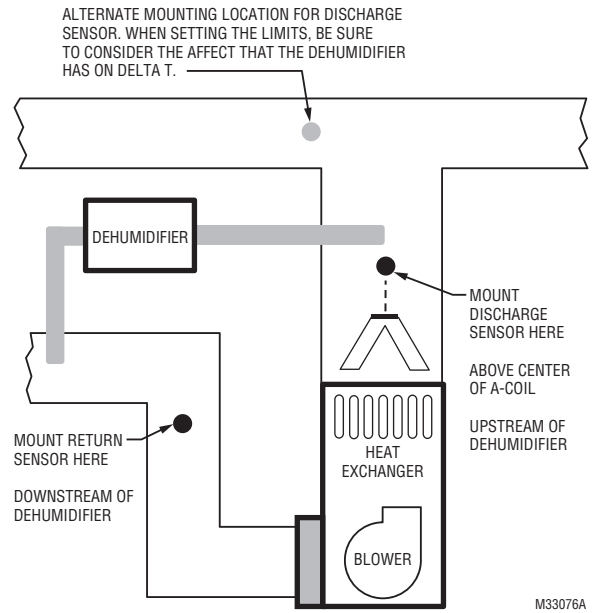 ALTERNATE MOUNTING LOCATION FOR DISCHARGE
SENSOR. WHEN SETTING THE LIMITS, BE SURE
TO CONSIDER THE AFFECT THAT THE DEHUMIDIFIER
HAS ON DELTA T.
DEHUMIDIFIER
MOUNT
DISCHARGE
SENSOR HERE
ABOVE CENTER
OF A-COIL
UPSTREAM OF
DEHUMIDIFIER
MOUNT RETURN
SENSOR HERE
DOWNSTREAM OF
DEHUMIDIFIER
HEAT
EXCHANGER
BLOWER
M33076A